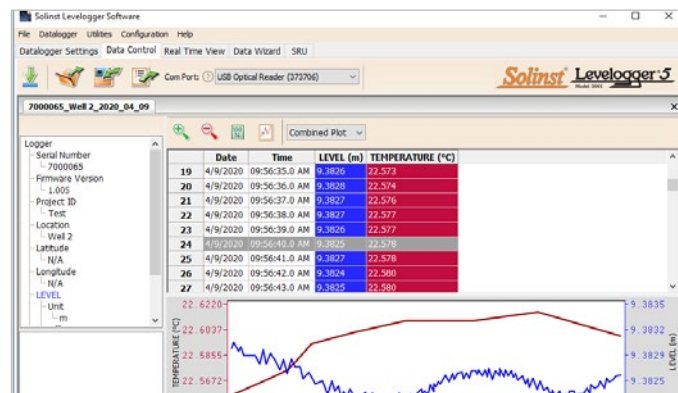 Solinst Levelogger Software
File Datalogger Utilities Configuration Help
Datalogger Settings Data Control Real Time View Data Wizard SRU
Com Port: USB Optical Reader (373706)
Solinst Levelogger 5
Model 3001
7000065_Well 2_2020_04_09
Combined Plot
Logger
Serial Number
7000065
Firmware Version
1.005
Project ID
Test
Location
Well 2
Latitude
N/A
Longitude
N/A
LEVEL
Unit
m
Date Time LEVEL (m) TEMPERATURE (°C)
19 4/9/2020 09:56:35.0 AM 9.3826 22.573
20 4/9/2020 09:56:36.0 AM 9.3828 22.574
21 4/9/2020 09:56:37.0 AM 9.3827 22.576
22 4/9/2020 09:56:38.0 AM 9.3827 22.577
23 4/9/2020 09:56:39.0 AM 9.3826 22.577
24 4/9/2020 09:56:40.0 AM 9.3825 22.578
25 4/9/2020 09:56:41.0 AM 9.3827 22.578
26 4/9/2020 09:56:42.0 AM 9.3824 22.580
27 4/9/2020 09:56:43.0 AM 9.3825 22.580
TEMPERATURE (°C)
22.6220
22.6037
22.5855
22.5672
9.3835
9.3832
9.3829
9.3825
LEVEL (m)